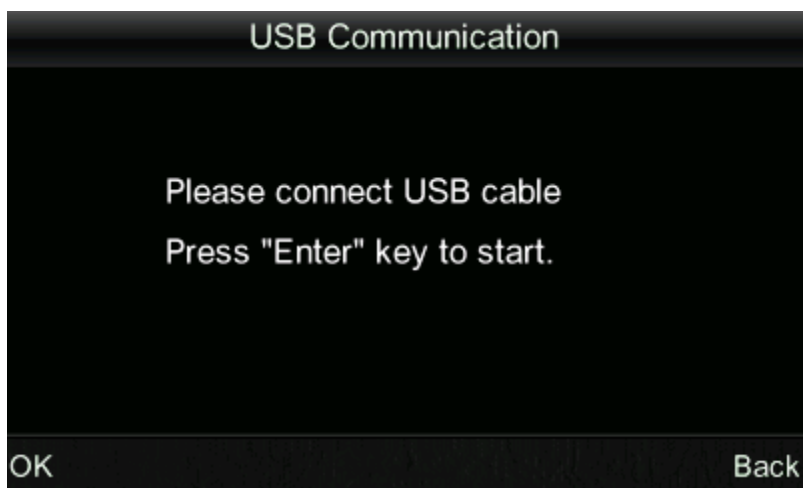 USB Communication
Please connect USB cable
Press "Enter" key to start.
OK
Back